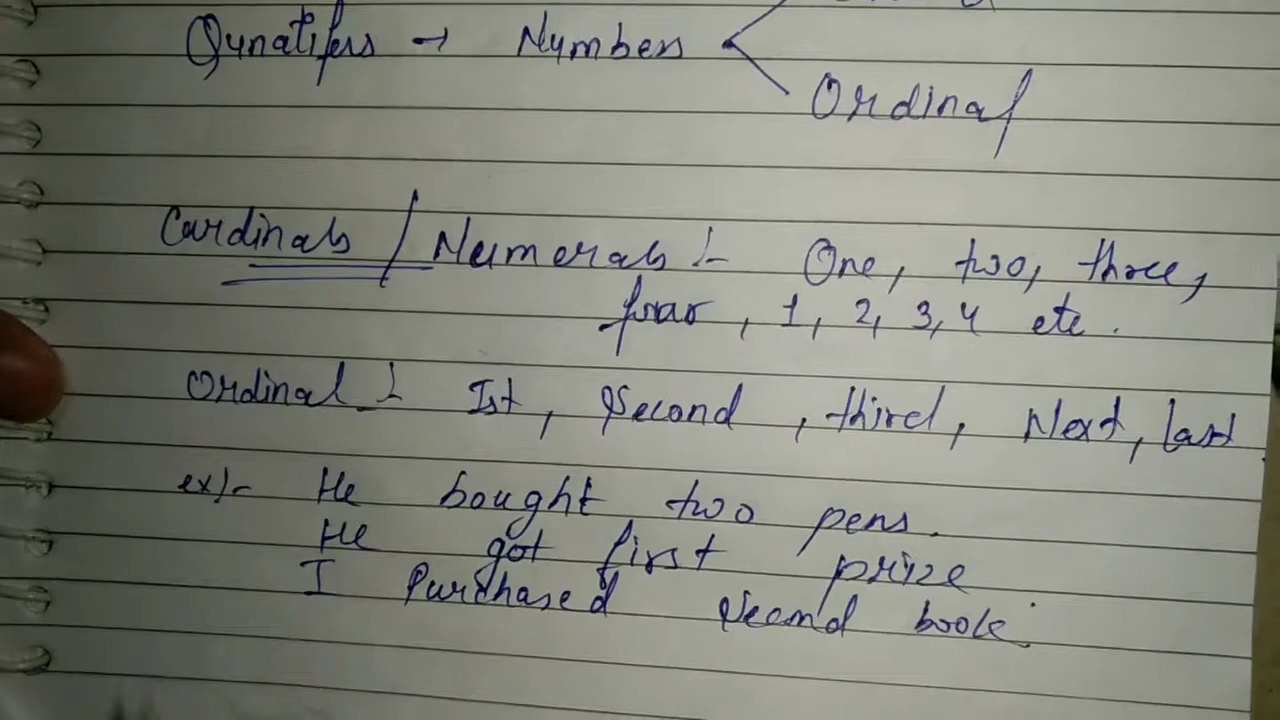 Qunatifers → Numbers
Ordinal
Cardinals / Numerals :- One, two, three,
four, 1, 2, 3, 4 etc.
Ordinal :- Ist, Second, third, Next, last
ex):- He bought two pens.
He got first prize
I Purchased Second book.